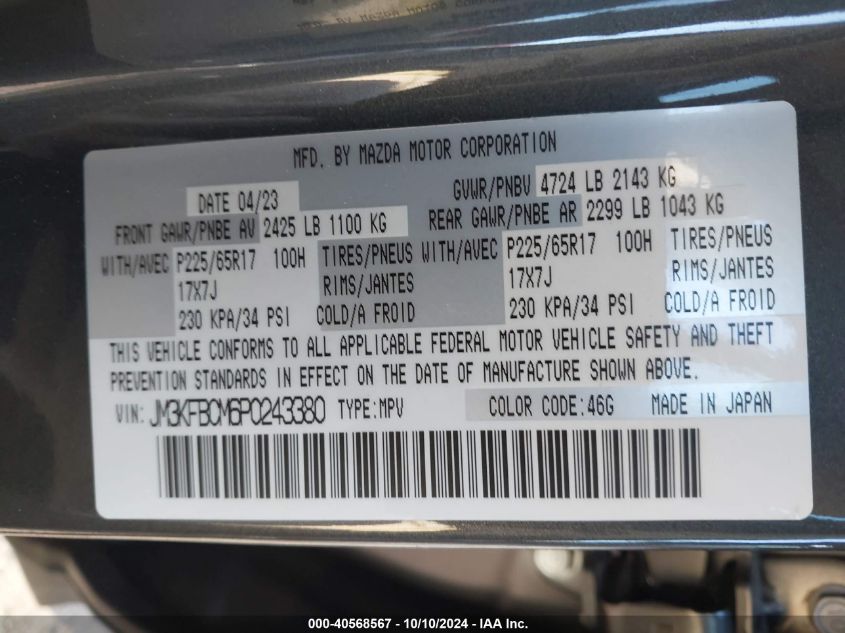 MFD. BY MAZDA MOTOR CORPORATION
DATE 04/23 GVWR/PNBV 4724 LB 2143 KG
FRONT GAWR/PNBE AV 2425 LB 1100 KG REAR GAWR/PNBE AR 2299 LB 1043 KG
WITH/AVEC P225/65R17 100H TIRES/PNEUS WITH/AVEC P225/65R17 100H TIRES/PNEUS
17X7J RIMS/JANTES 17X7J RIMS/JANTES
230 KPA/34 PSI COLD/A FROID 230 KPA/34 PSI COLD/A FROID
THIS VEHICLE CONFORMS TO ALL APPLICABLE FEDERAL MOTOR VEHICLE SAFETY AND THEFT
PREVENTION STANDARDS IN EFFECT ON THE DATE OF MANUFACTURE SHOWN ABOVE.
VIN: JM3KFBCM6P0243380 TYPE:MPV COLOR CODE:46G MADE IN JAPAN
000-40568567 - 10/10/2024 - IAA Inc.